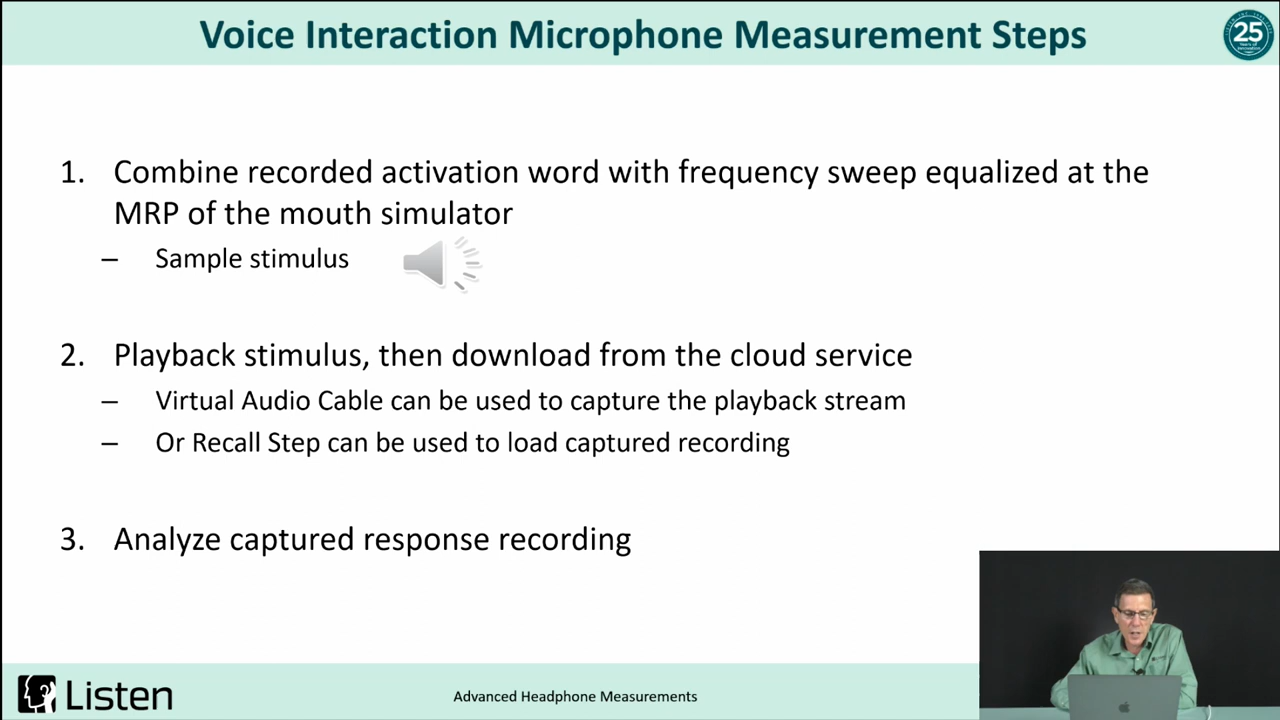 Voice Interaction Microphone Measurement Steps
25
1. Combine recorded activation word with frequency sweep equalized at the
MRP of the mouth simulator
– Sample stimulus
2. Playback stimulus, then download from the cloud service
– Virtual Audio Cable can be used to capture the playback stream
– Or Recall Step can be used to load captured recording
3. Analyze captured response recording
Listen
Advanced Headphone Measurements